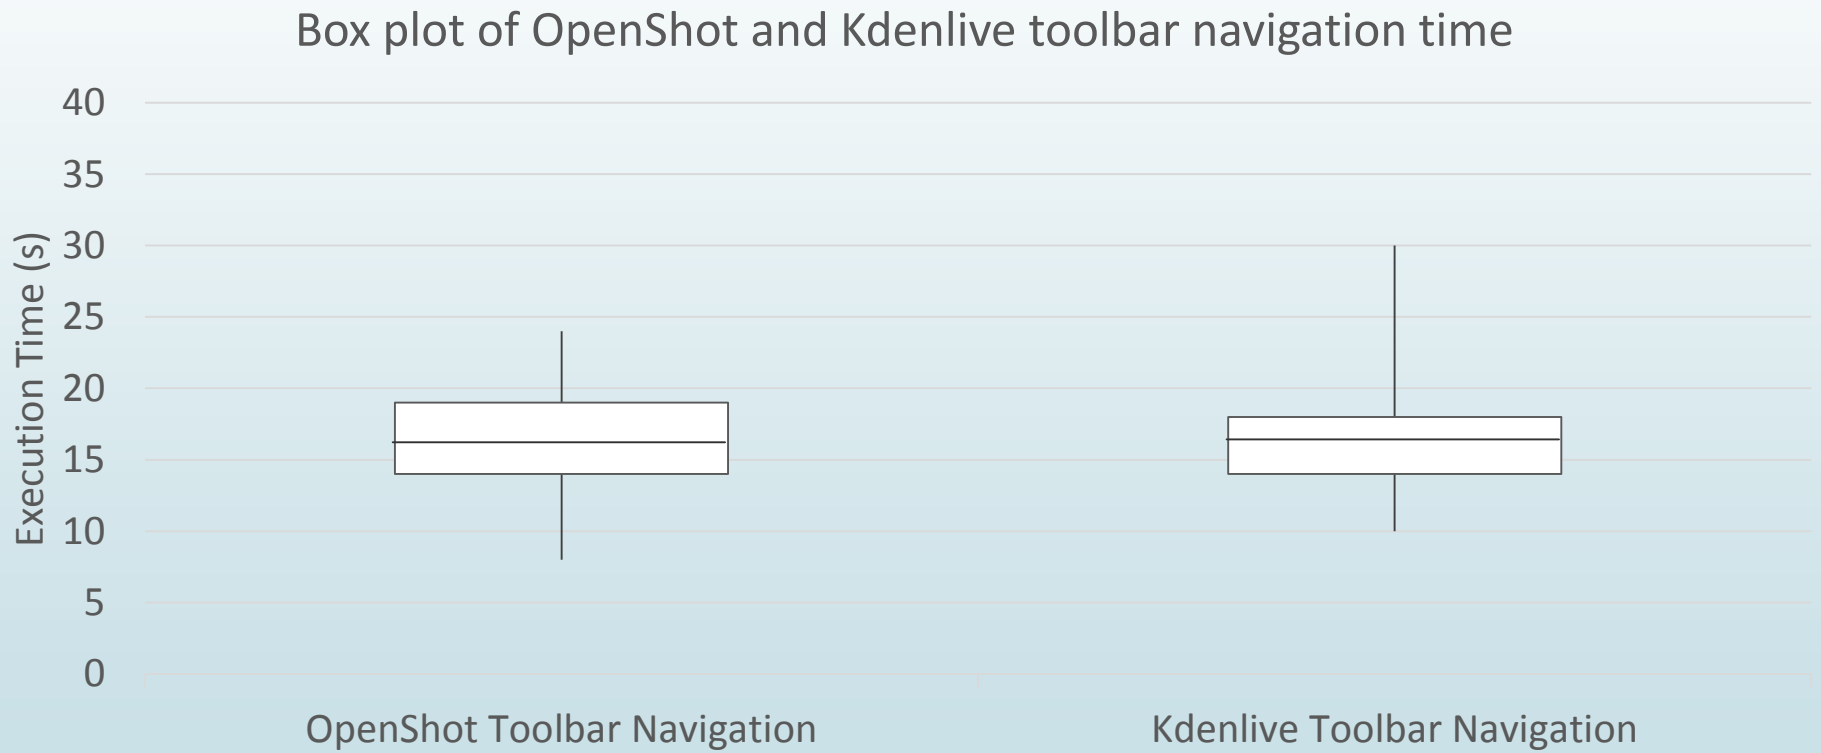 Box plot of OpenShot and Kdenlive toolbar navigation time
40
35
30
25
20
15
10
5
0
Execution Time (s)
OpenShot Toolbar Navigation
Kdenlive Toolbar Navigation